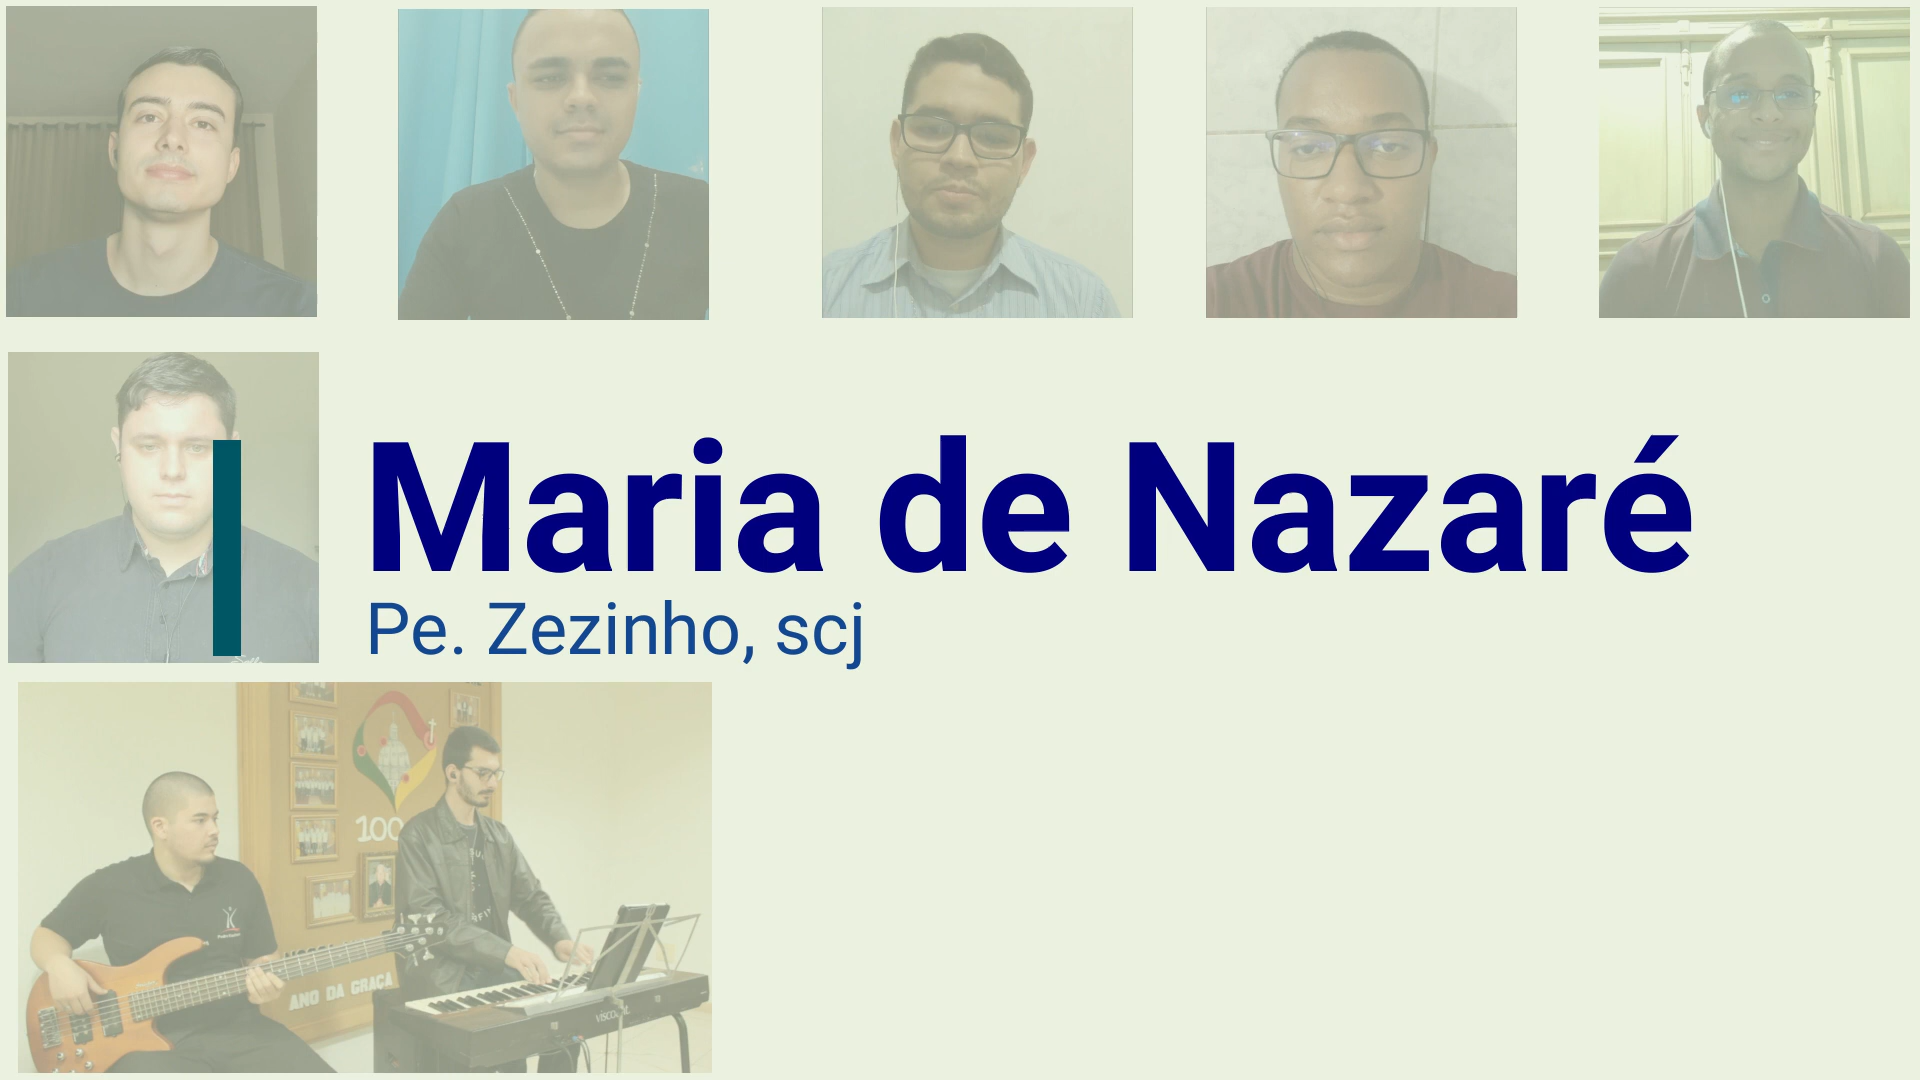 Maria de Nazaré
Pe. Zezinho, scj
100
ANO DA GRAÇA